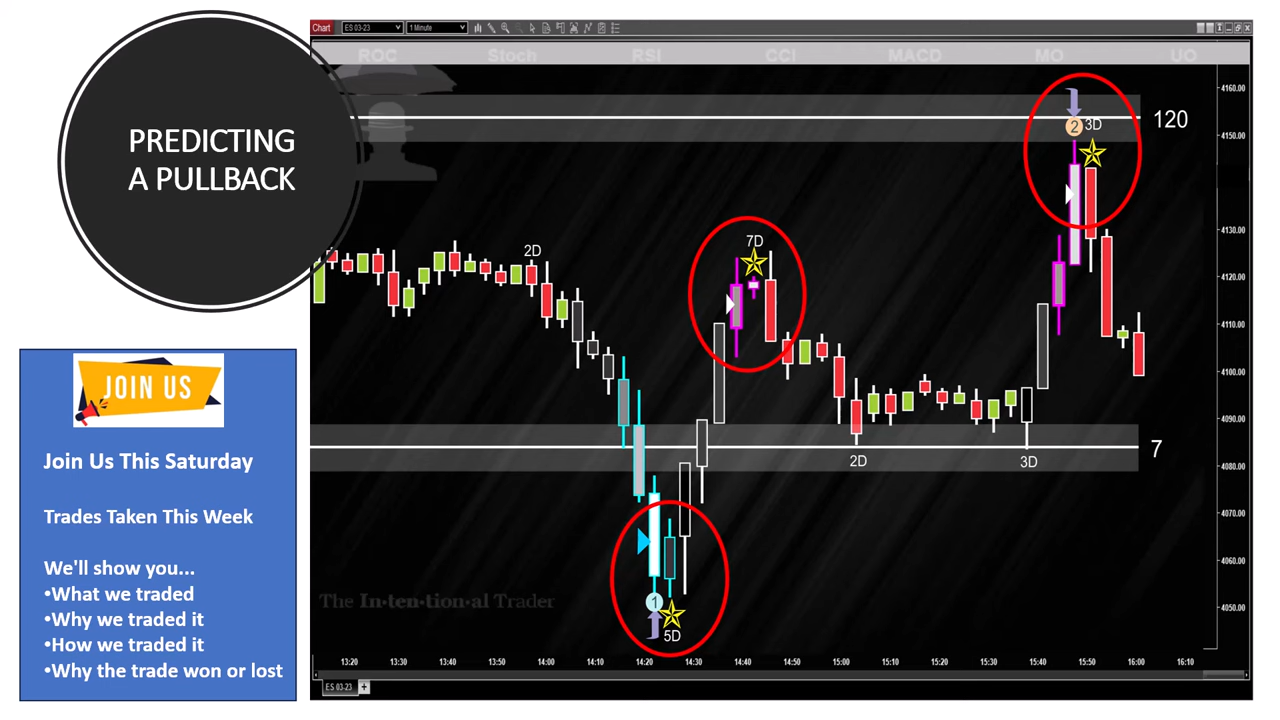 PREDICTING
A PULLBACK
JOIN US
Join Us This Saturday
Trades Taken This Week
We'll show you...
•What we traded
•Why we traded it
•How we traded it
•Why the trade won or lost
Chart ES 03-23 1 Minute
ROC Stoch RSI CCI MACD MO UO
120
2 3D
7D
2D
7
2D
3D
1
5D
The In·ten·tion·al Trader
4160.00
4150.00
4130.00
4120.00
4110.00
4100.00
4090.00
4080.00
4070.00
4060.00
4050.00
13:20 13:30 13:40 13:50 14:00 14:10 14:20 14:30 14:40 14:50 15:00 15:10 15:20 15:30 15:40 15:50 16:00 16:10
ES 03-23 +